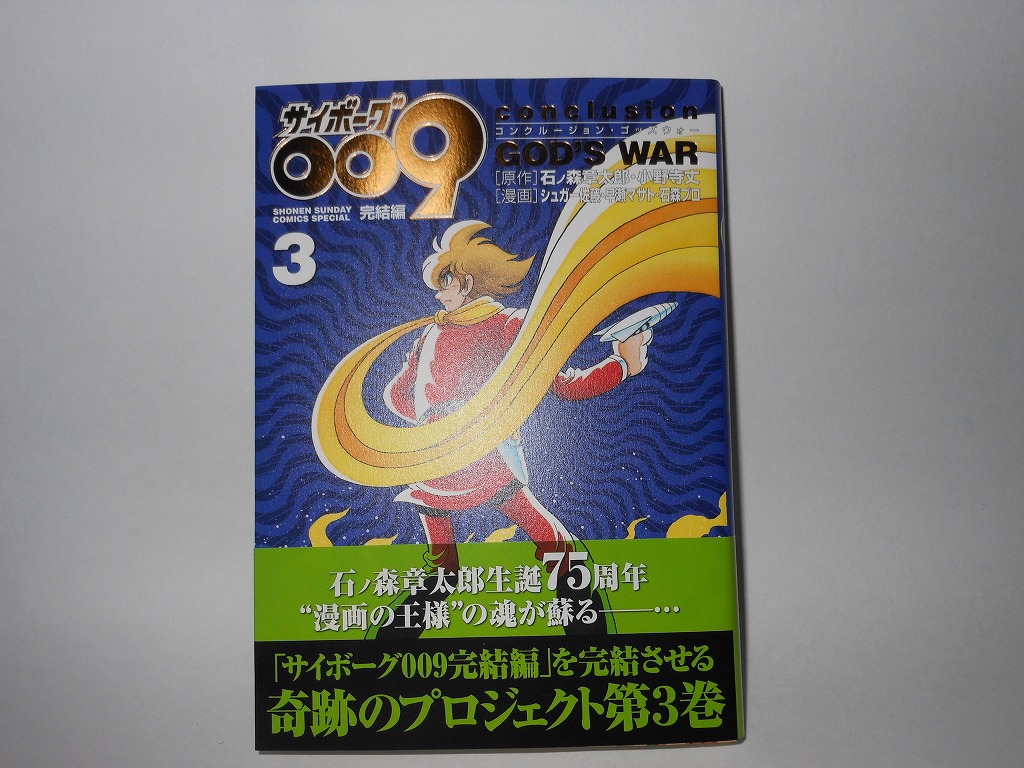 サイボーグ
009
SHONEN SUNDAY
COMICS SPECIAL
完結編
3
conclusion
コンクルージョン・ゴッズウォー
GOD'S WAR
[原作]石ノ森章太郎・小野寺丈
[漫画]シュガー佐藤・早瀬マサト・石森プロ
石ノ森章太郎生誕75周年
“漫画の王様”の魂が蘇る――…
「サイボーグ009完結編」を完結させる
奇跡のプロジェクト第3巻